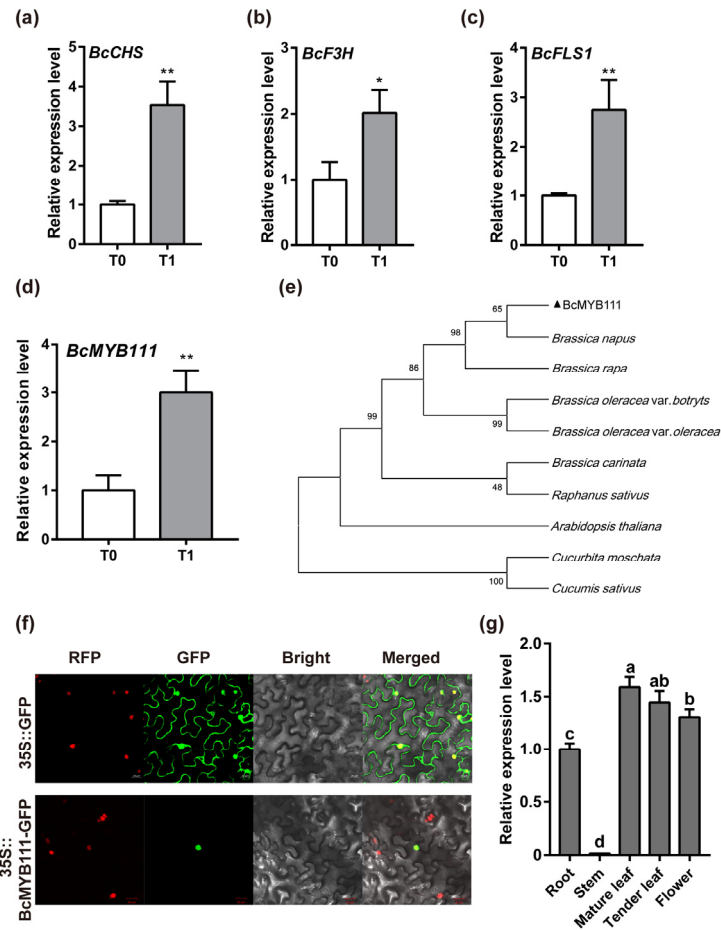 (a)
BcCHS
Relative expression level
5
4
3
2
1
0
**
T0
T1
(b)
BcF3H
Relative expression level
3
2
1
0
*
T0
T1
(c)
BcFLS1
Relative expression level
4
3
2
1
0
**
T0
T1
(d)
BcMYB111
Relative expression level
4
3
2
1
0
**
T0
T1
(e)
▲BcMYB111
Brassica napus
Brassica rapa
Brassica oleracea var.botryts
Brassica oleracea var.oleracea
Brassica carinata
Raphanus sativus
Arabidopsis thaliana
Cucurbita moschata
Cucumis sativus
65
98
86
99
99
48
100
(f)
RFP
GFP
Bright
Merged
35S::GFP
35S::
BcMYB111-GFP
(g)
Relative expression level
2.0
1.5
1.0
0.5
0
c
d
a
ab
b
Root
Stem
Mature leaf
Tender leaf
Flower